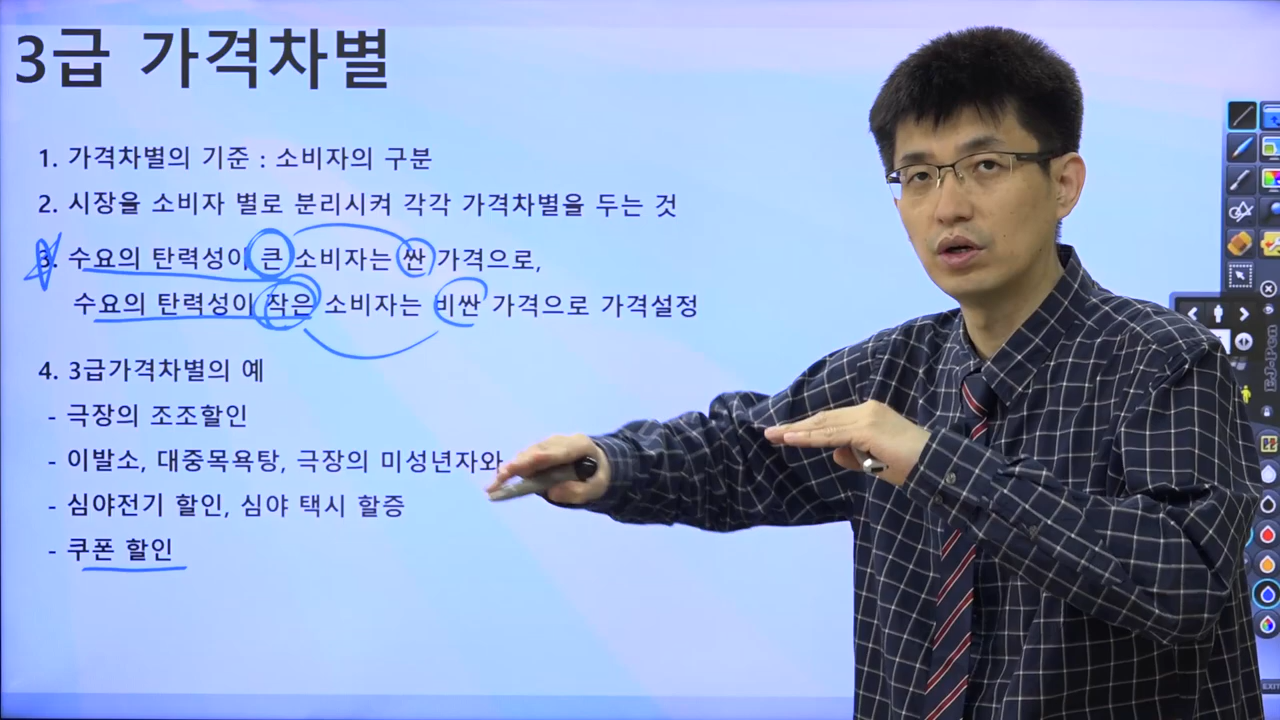 3급 가격차별
1. 가격차별의 기준 : 소비자의 구분
2. 시장을 소비자 별로 분리시켜 각각 가격차별을 두는 것
3. 수요의 탄력성이 큰 소비자는 싼 가격으로,
수요의 탄력성이 작은 소비자는 비싼 가격으로 가격설정
4. 3급가격차별의 예
- 극장의 조조할인
- 이발소, 대중목욕탕, 극장의 미성년자와
- 심야전기 할인, 심야 택시 할증
- 쿠폰 할인
EJ-Pen
EXIT